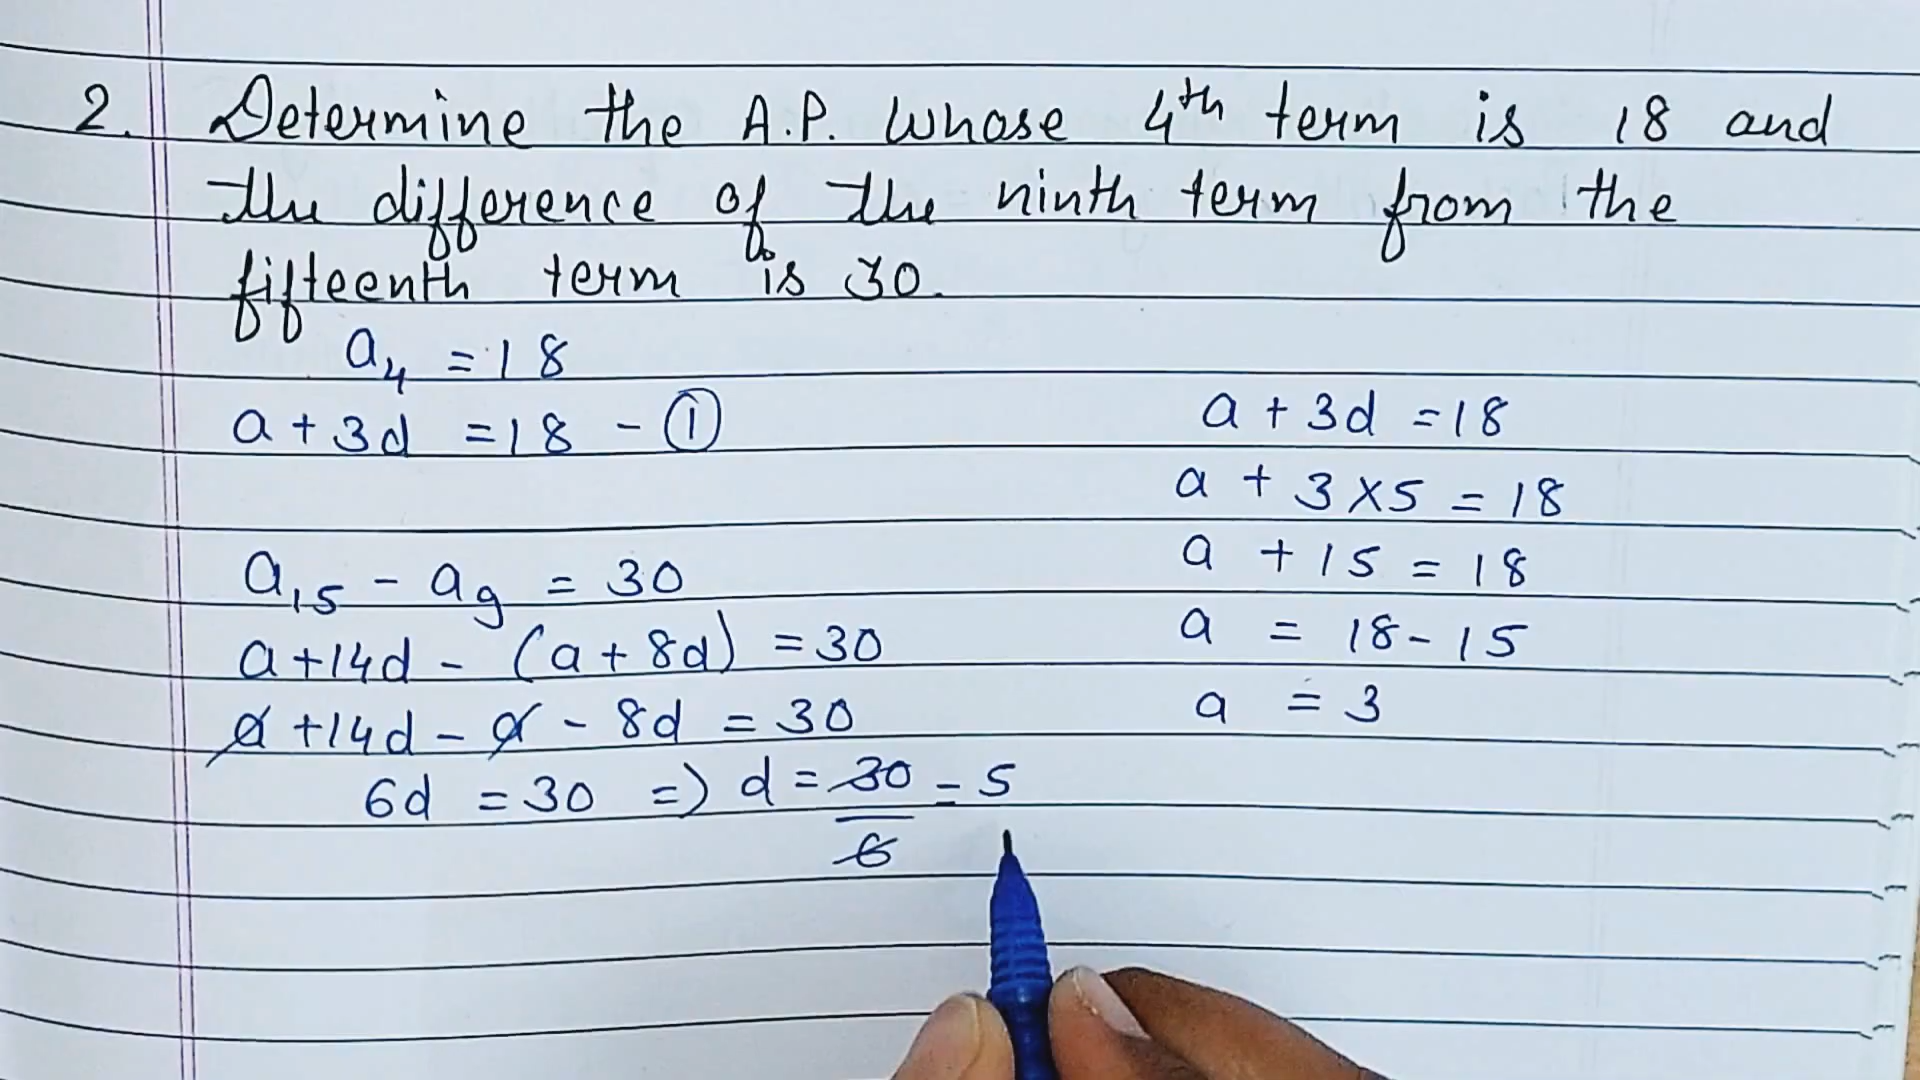 2. Determine the A.P. whose 4th term is 18 and
the difference of the ninth term from the
fifteenth term is 30.
a₄ = 18
a + 3d = 18 - ①
a₁₅ - a₉ = 30
a + 14d - (a + 8d) = 30
a + 14d - a - 8d = 30
6d = 30 => d = 30/6 = 5
a + 3d = 18
a + 3 × 5 = 18
a + 15 = 18
a = 18 - 15
a = 3